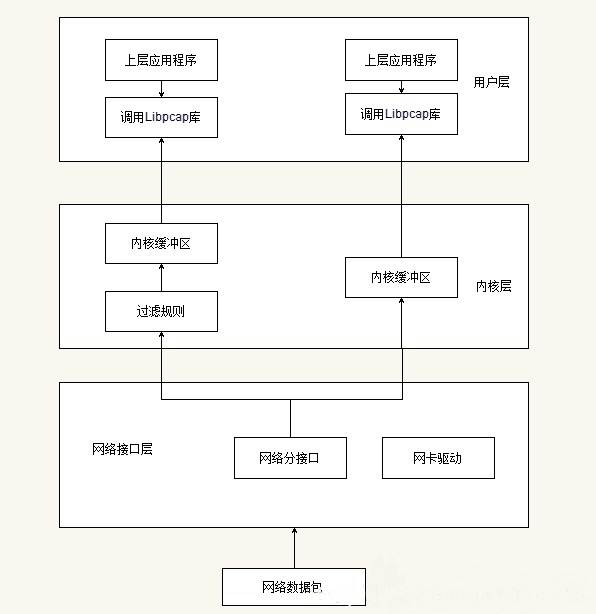 上层应用程序
上层应用程序
用户层
调用Libpcap库
调用Libpcap库
内核缓冲区
内核缓冲区
内核层
过滤规则
网络接口层
网络分接口
网卡驱动
网络数据包